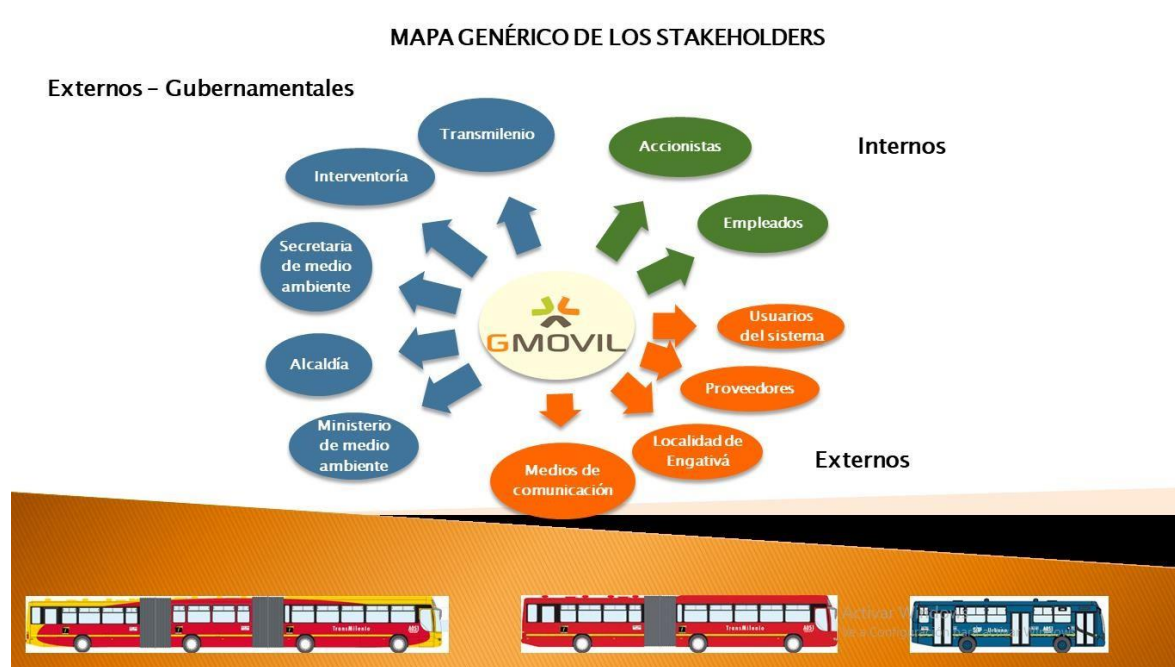 MAPA GENÉRICO DE LOS STAKEHOLDERS
Externos – Gubernamentales
Transmilenio
Interventoría
Secretaria
de medio
ambiente
Alcaldía
Ministerio
de medio
ambiente
Accionistas
Internos
Empleados
GMOVIL
Usuarios
del sistema
Proveedores
Localidad de
Engativá
Externos
Medios de
comunicación
TransMilenio
TransMilenio
Urbano
Activar Windows